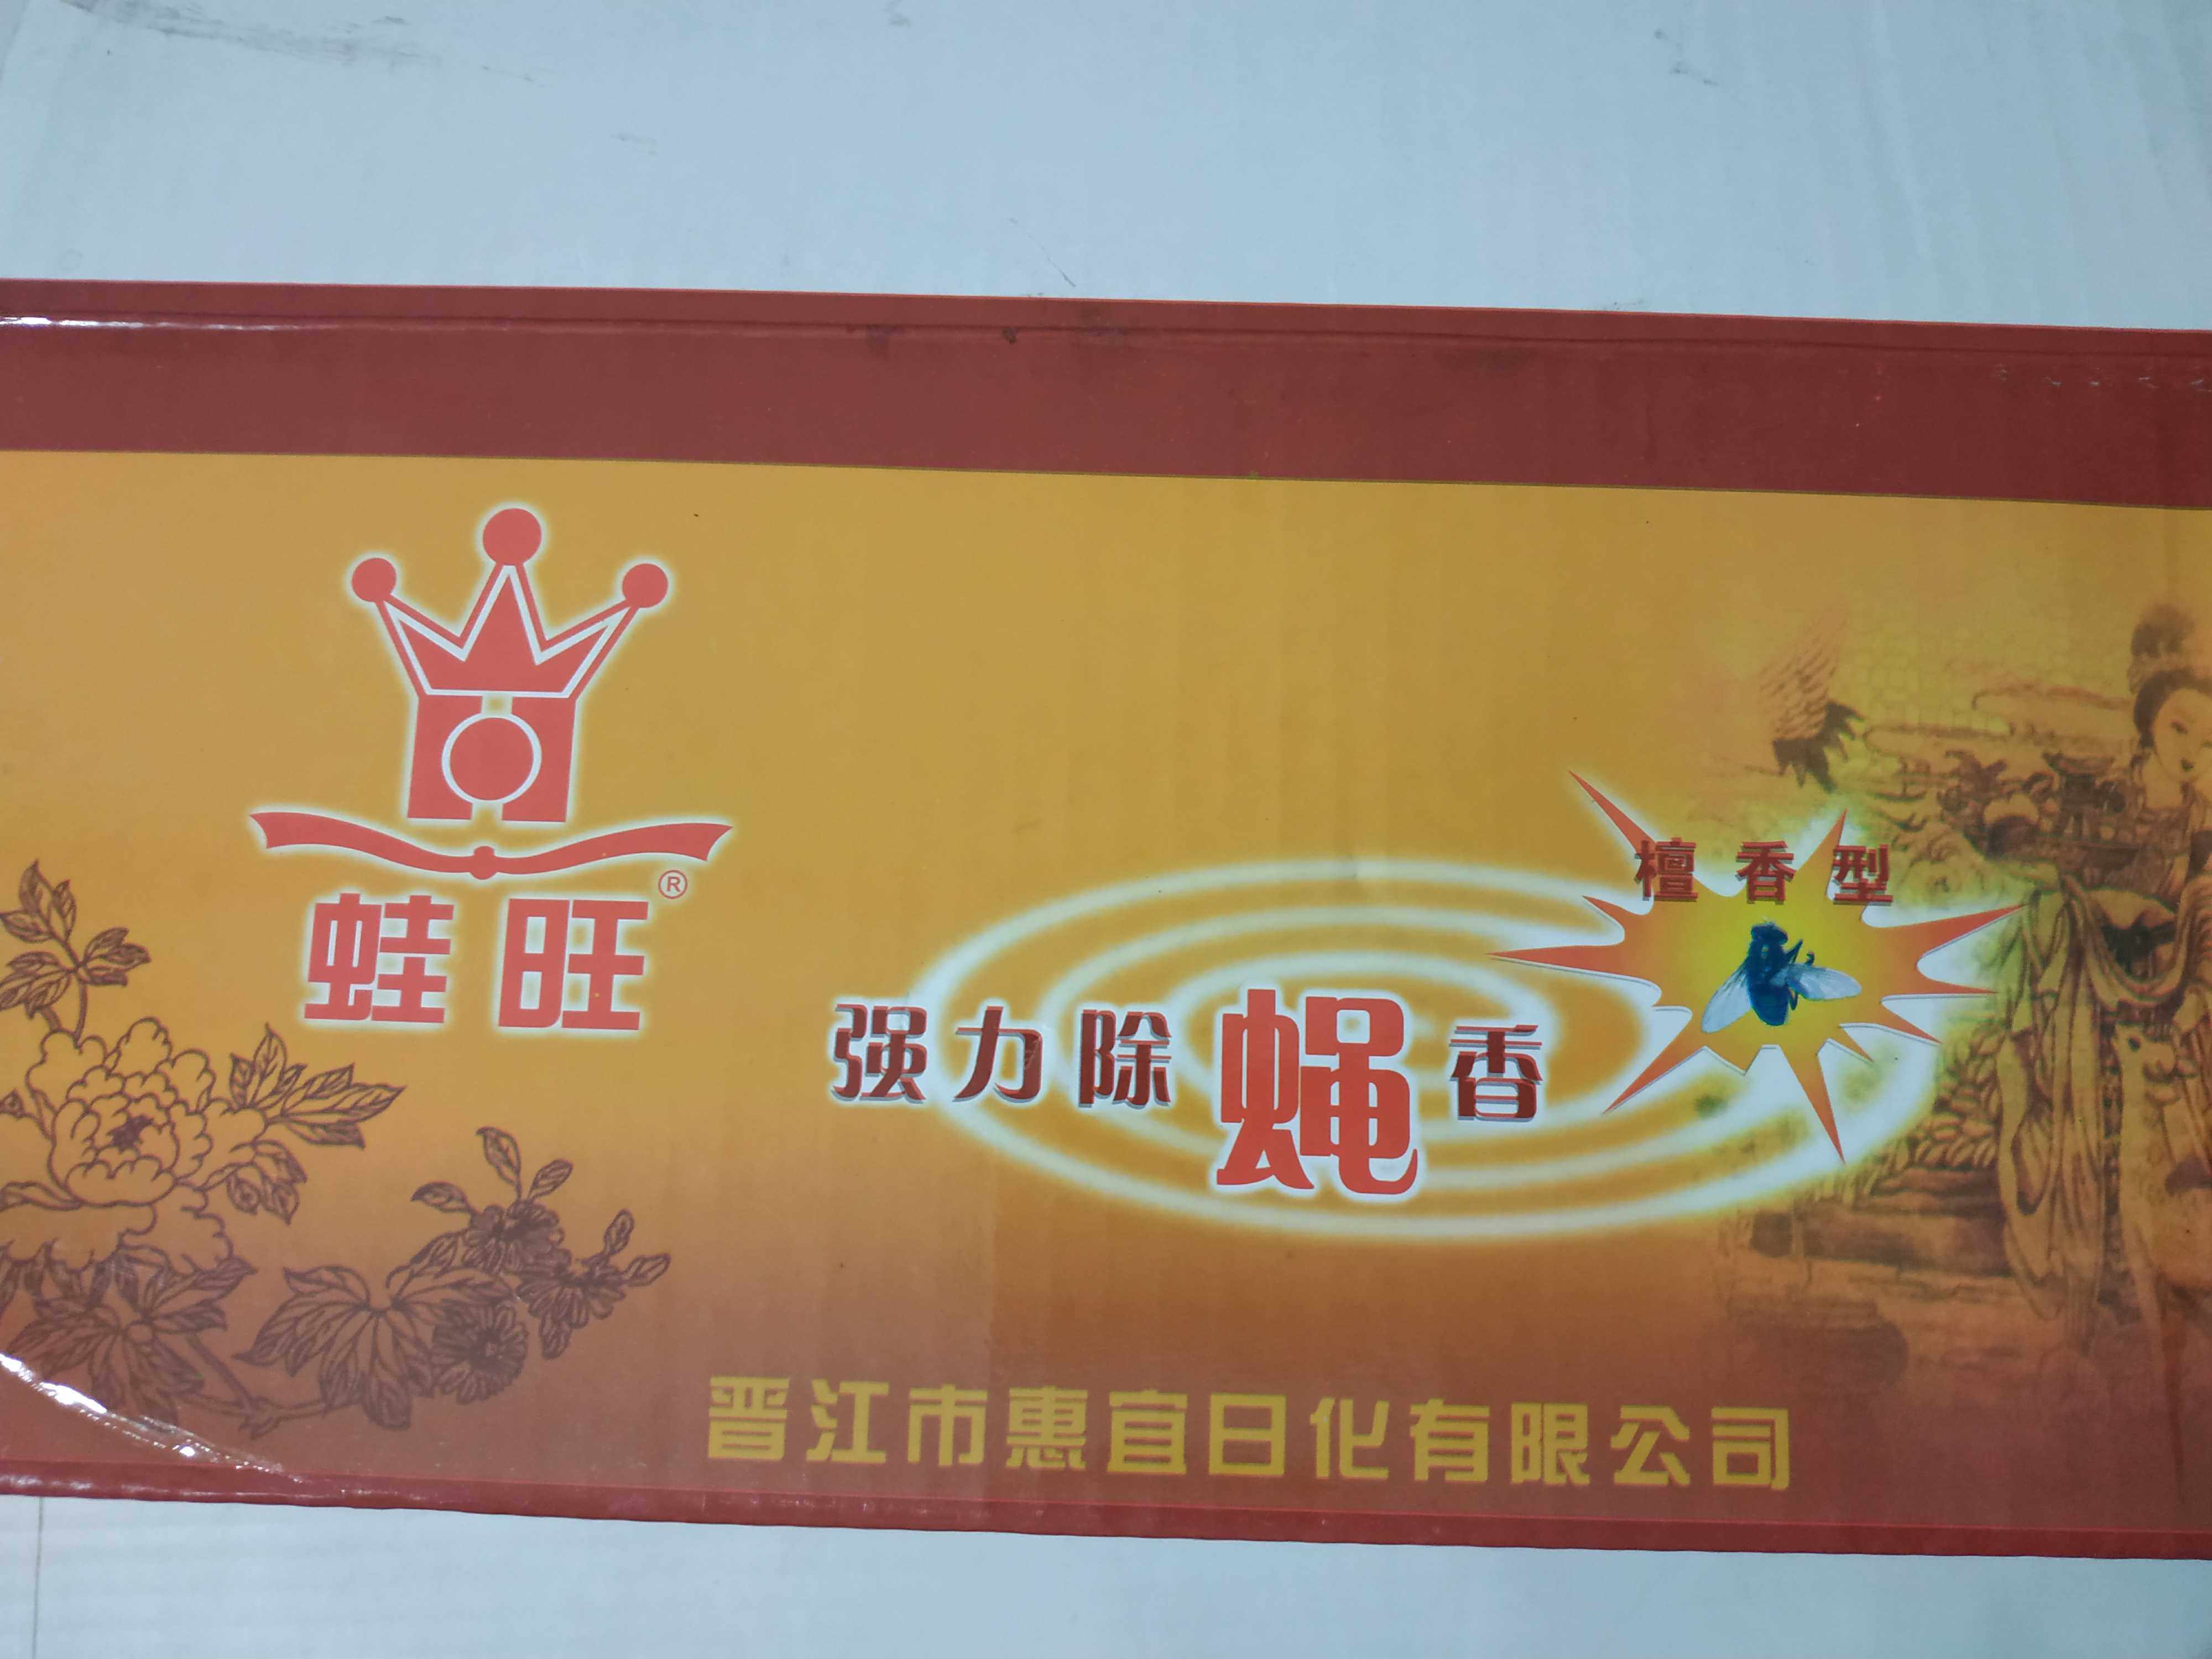 蛙旺®
檀香型
强力除蝇香
晋江市惠宜日化有限公司